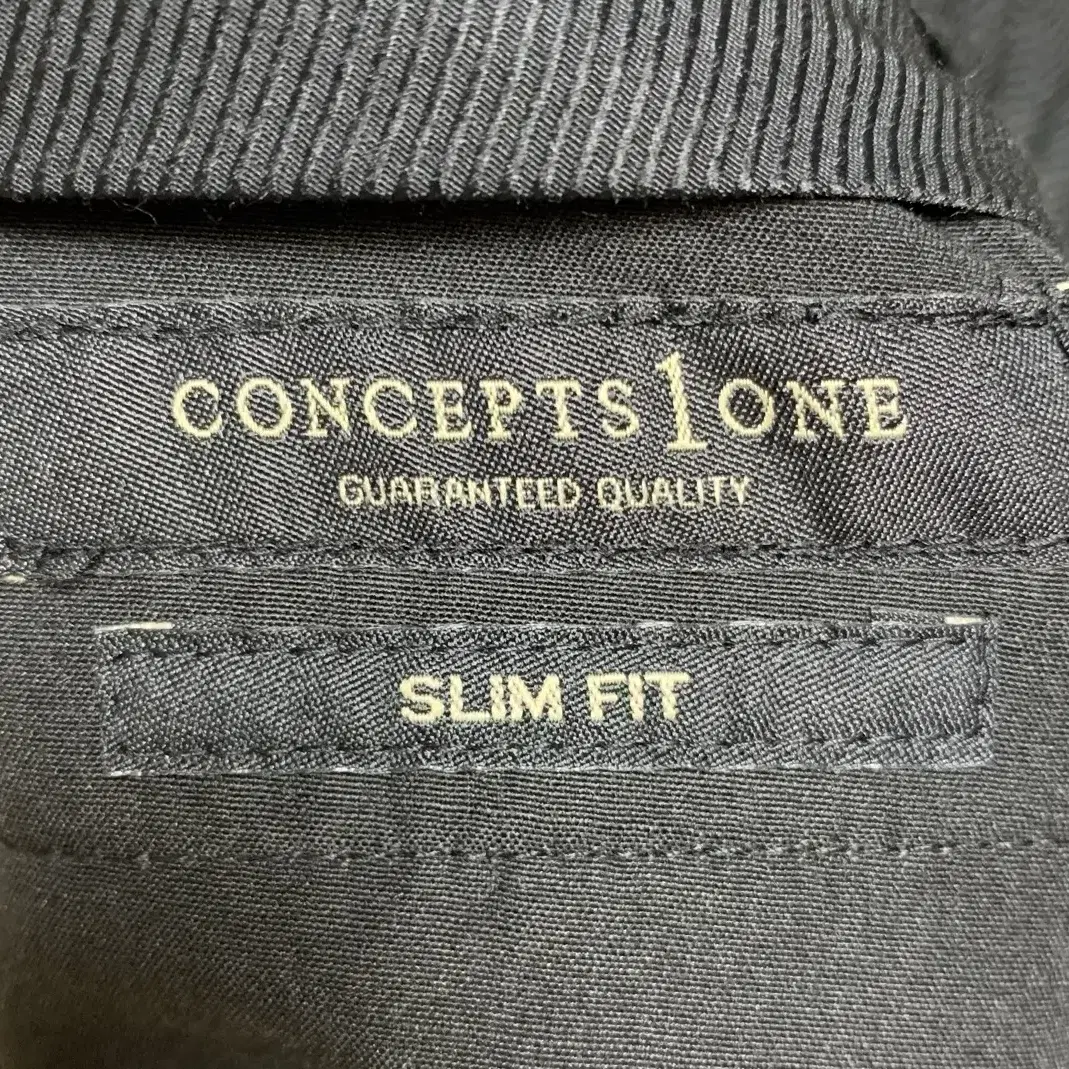 CONCEPTS1ONE
GUARANTEED QUALITY
SLIM FIT